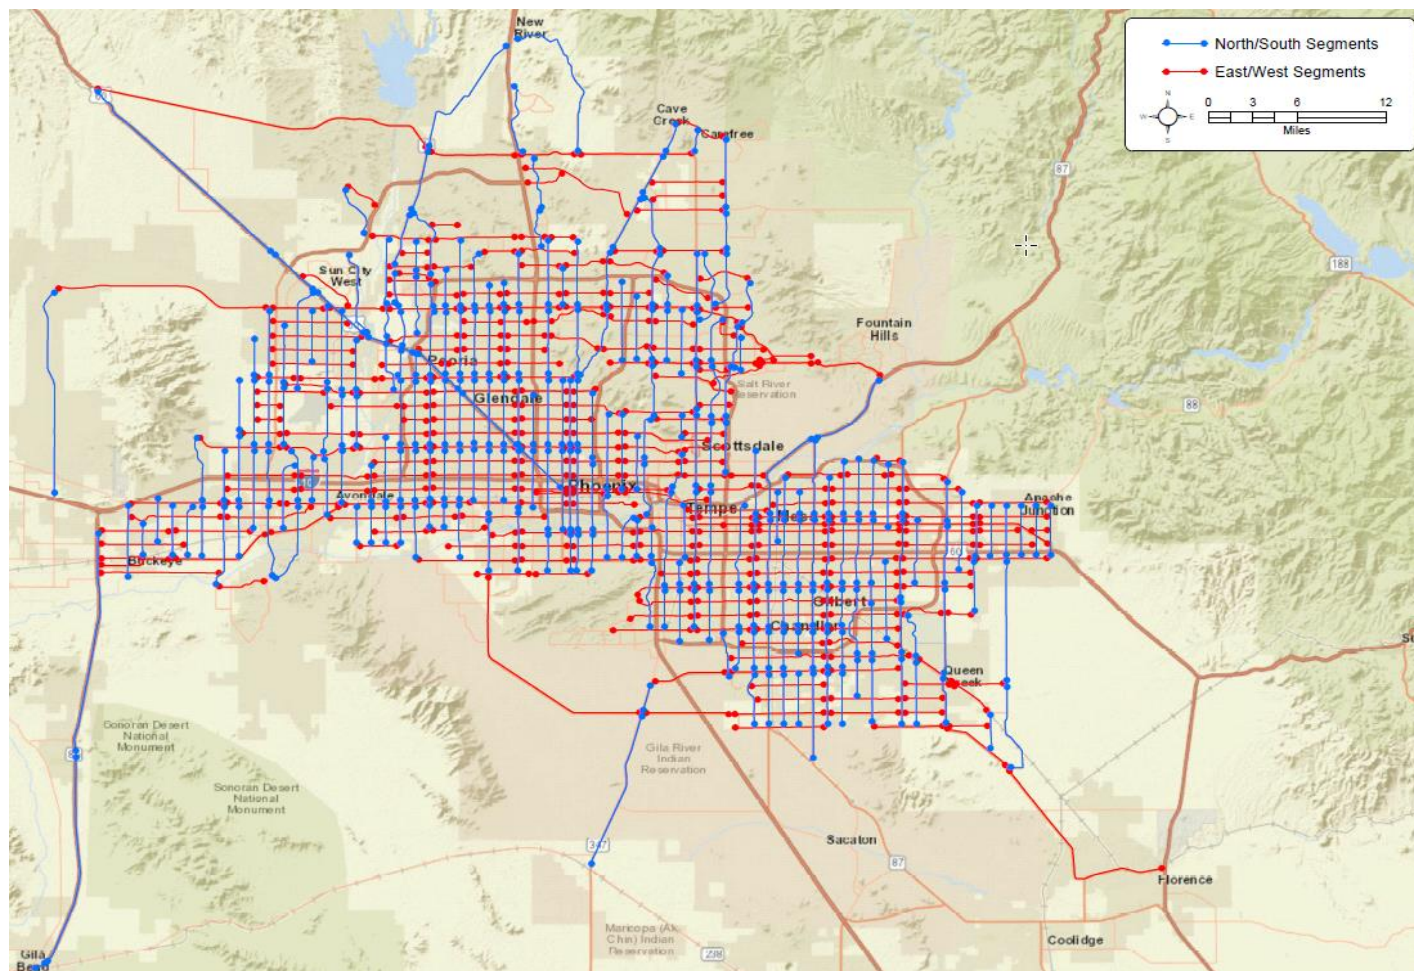 New
River
North/South Segments
East/West Segments
N
W
E
S
0
3
6
12
Miles
Cave
Creek
Carefree
87
188
Sun City
West
Fountain
Hills
Peoria
Salt River
Reservation
Glendale
88
Scottsdale
Phoenix
Avondale
Tempe
Mesa
Apache
Junction
60
Buckeye
Gilbert
Chandler
Queen
Creek
Sonoran Desert
National
Monument
Gila River
Indian
Reservation
Sonoran Desert
National
Monument
347
Sacaton
87
Florence
Maricopa (Ak
Chin) Indian
Reservation
238
Coolidge
Gila
Bend